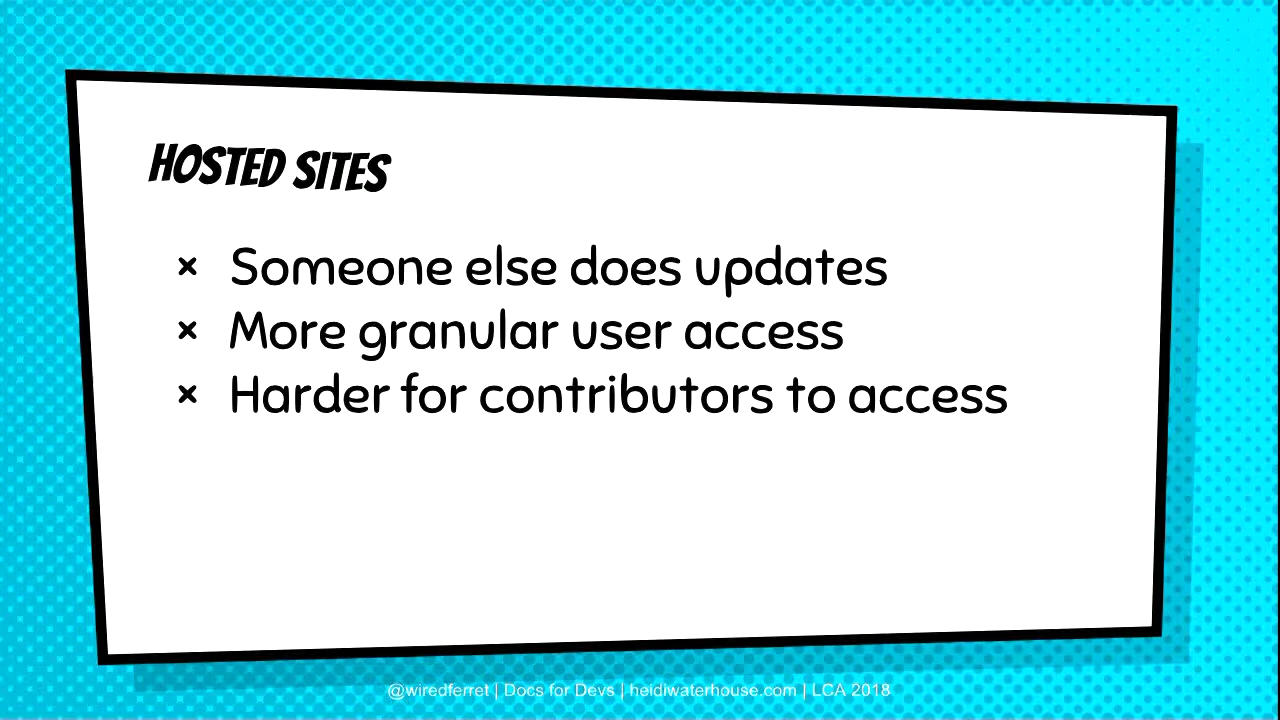 HOSTED SITES
× Someone else does updates
× More granular user access
× Harder for contributors to access
@wiredferret | Docs for Devs | heidiwaterhouse.com | LCA 2018